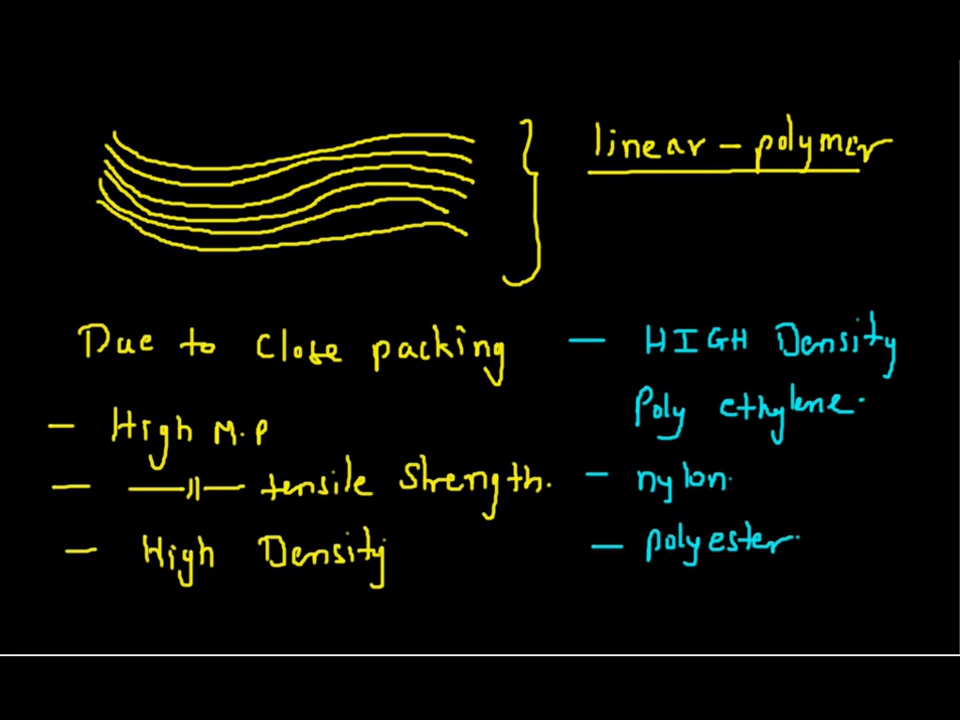 linear - polymer
Due to close packing
- High M.P
- —〃— tensile strength.
- High Density
- HIGH Density
Poly ethylene.
- nylon.
- polyester.